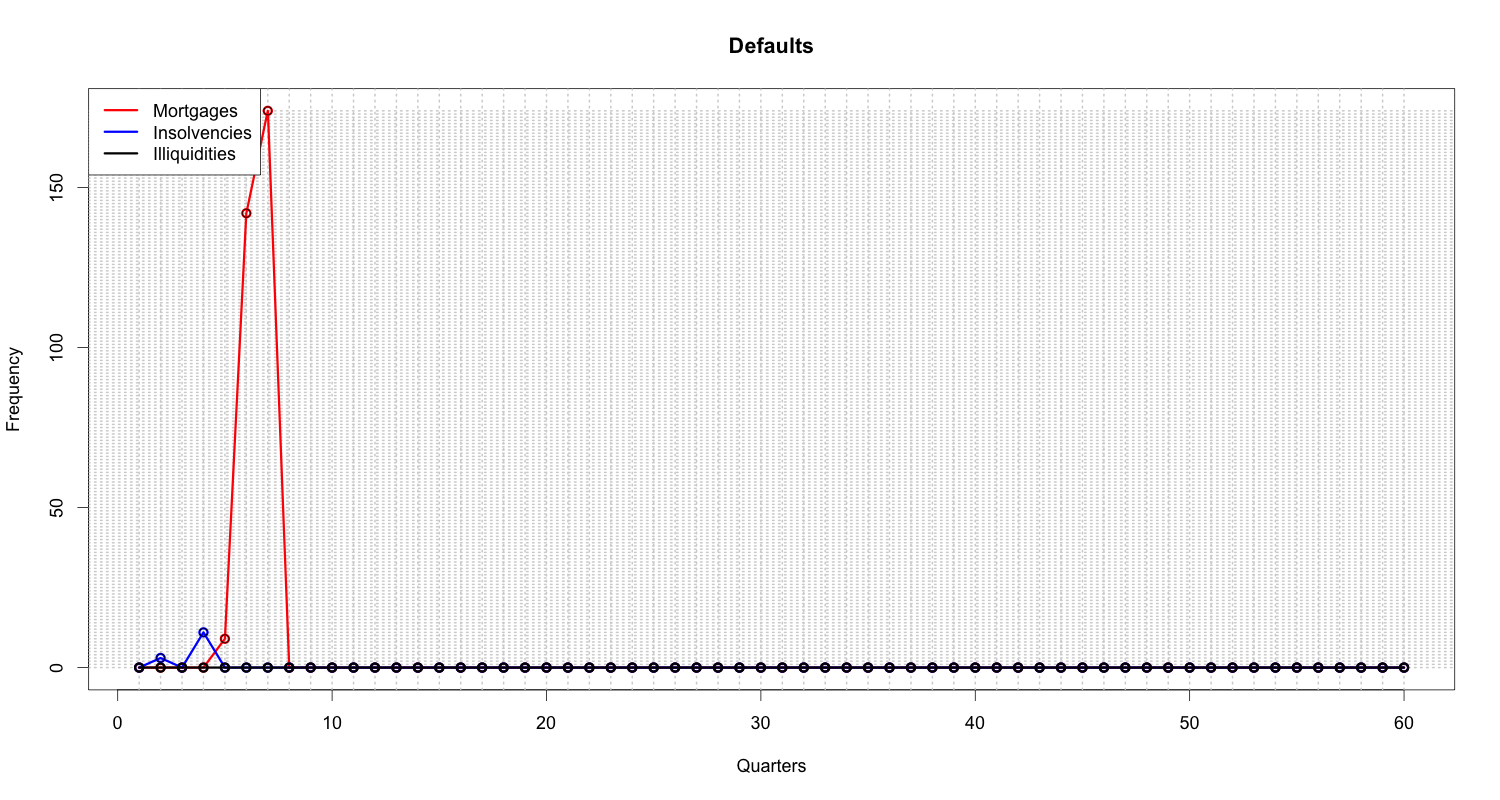 Defaults
Mortgages
Insolvencies
Illiquidities
Frequency
150
100
50
0
0 10 20 30 40 50 60
Quarters